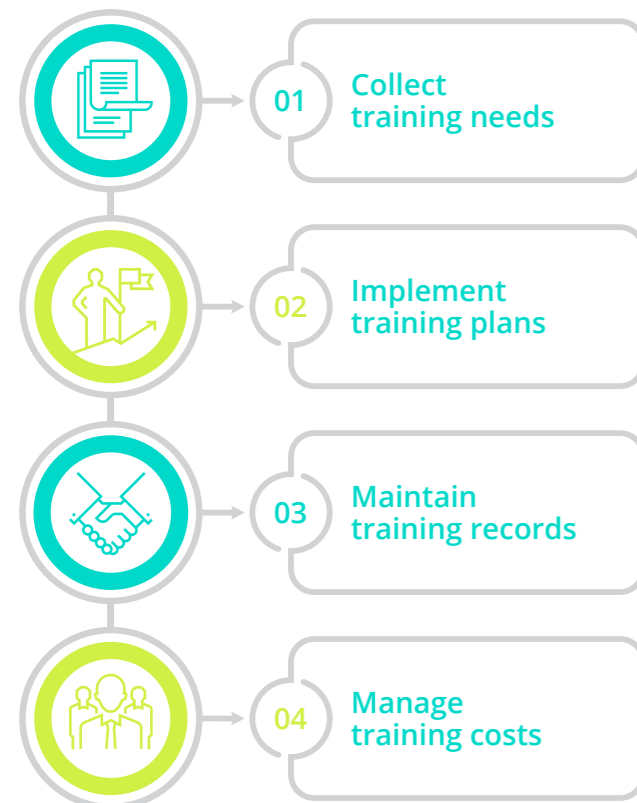 01
Collect
training needs
02
Implement
training plans
03
Maintain
training records
04
Manage
training costs